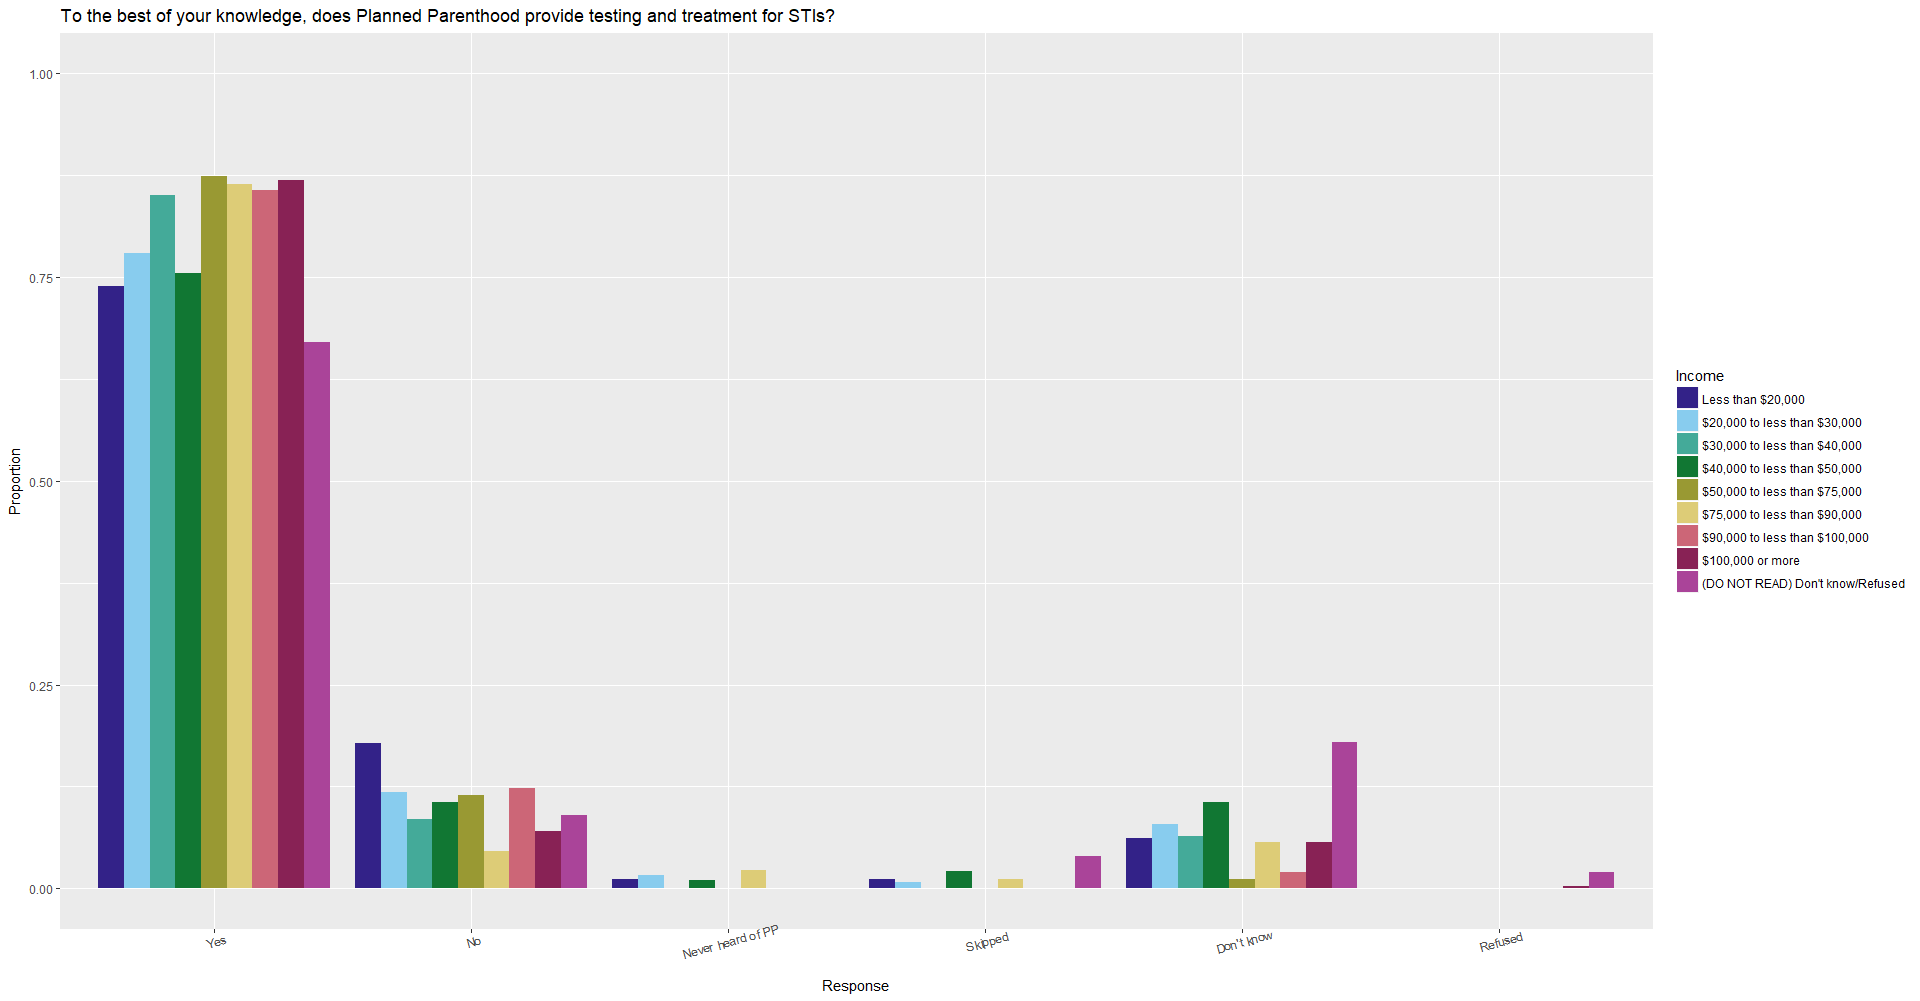 To the best of your knowledge, does Planned Parenthood provide testing and treatment for STIs?
1.00
0.75
0.50
0.25
0.00
Proportion
Yes
No
Never heard of PP
Skipped
Don't know
Refused
Response
Income
Less than $20,000
$20,000 to less than $30,000
$30,000 to less than $40,000
$40,000 to less than $50,000
$50,000 to less than $75,000
$75,000 to less than $90,000
$90,000 to less than $100,000
$100,000 or more
(DO NOT READ) Don't know/Refused